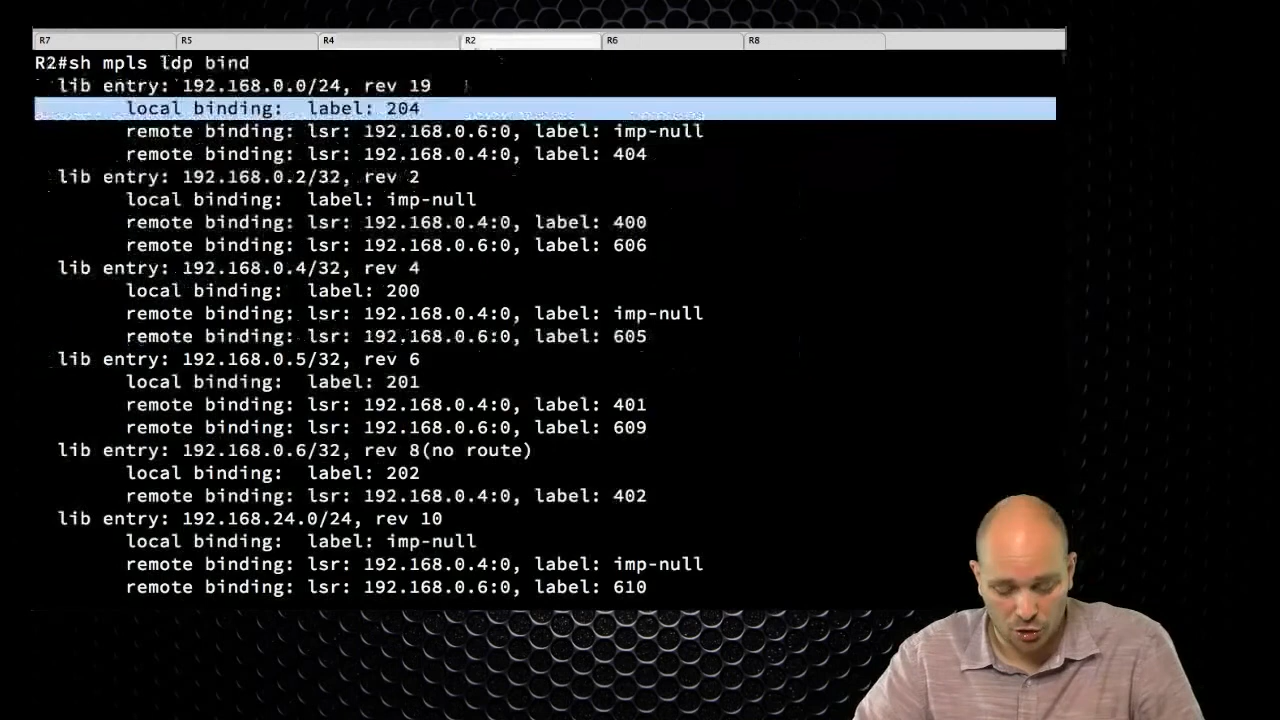 R7 R5 R4 R2 R6 R8
R2#sh mpls ldp bind
lib entry: 192.168.0.0/24, rev 19
local binding: label: 204
remote binding: lsr: 192.168.0.6:0, label: imp-null
remote binding: lsr: 192.168.0.4:0, label: 404
lib entry: 192.168.0.2/32, rev 2
local binding: label: imp-null
remote binding: lsr: 192.168.0.4:0, label: 400
remote binding: lsr: 192.168.0.6:0, label: 606
lib entry: 192.168.0.4/32, rev 4
local binding: label: 200
remote binding: lsr: 192.168.0.4:0, label: imp-null
remote binding: lsr: 192.168.0.6:0, label: 605
lib entry: 192.168.0.5/32, rev 6
local binding: label: 201
remote binding: lsr: 192.168.0.4:0, label: 401
remote binding: lsr: 192.168.0.6:0, label: 609
lib entry: 192.168.0.6/32, rev 8(no route)
local binding: label: 202
remote binding: lsr: 192.168.0.4:0, label: 402
lib entry: 192.168.24.0/24, rev 10
local binding: label: imp-null
remote binding: lsr: 192.168.0.4:0, label: imp-null
remote binding: lsr: 192.168.0.6:0, label: 610